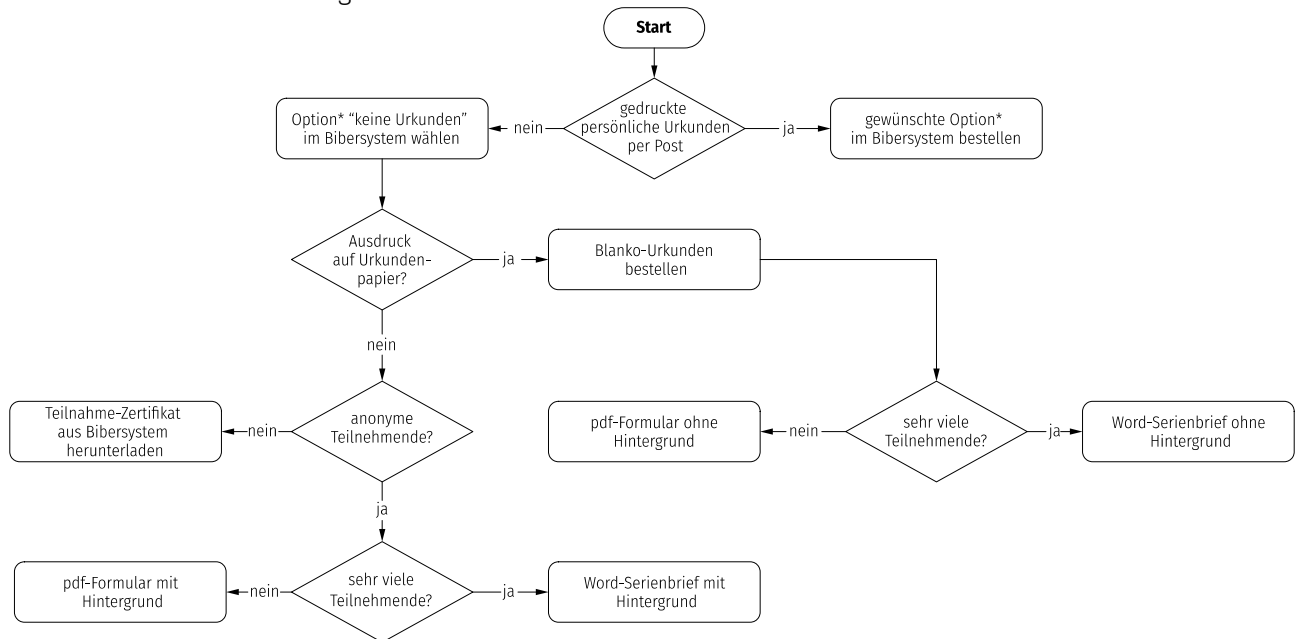 g
Start
gedruckte
persönliche Urkunden
per Post
nein
ja
Option* “keine Urkunden”
im Bibersystem wählen
gewünschte Option*
im Bibersystem bestellen
Ausdruck
auf Urkunden-
papier?
ja
Blanko-Urkunden
bestellen
nein
anonyme
Teilnehmende?
nein
Teilnahme-Zertifikat
aus Bibersystem
herunterladen
pdf-Formular ohne
Hintergrund
nein
sehr viele
Teilnehmende?
ja
Word-Serienbrief ohne
Hintergrund
ja
sehr viele
Teilnehmende?
nein
pdf-Formular mit
Hintergrund
ja
Word-Serienbrief mit
Hintergrund